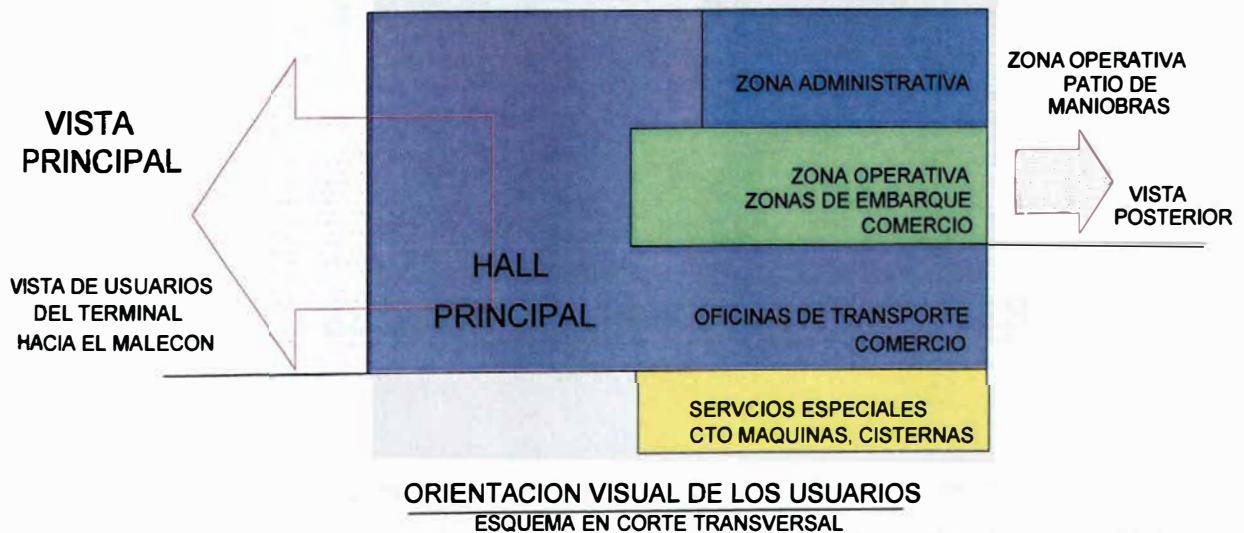 VISTA
PRINCIPAL
VISTA DE USUARIOS
DEL TERMINAL
HACIA EL MALECON
HALL
PRINCIPAL
ZONA ADMINISTRATIVA
ZONA OPERATIVA
ZONAS DE EMBARQUE
COMERCIO
OFICINAS DE TRANSPORTE
COMERCIO
SERVCIOS ESPECIALES
CTO MAQUINAS, CISTERNAS
ZONA OPERATIVA
PATIO DE
MANIOBRAS
VISTA
POSTERIOR
ORIENTACION VISUAL DE LOS USUARIOS
ESQUEMA EN CORTE TRANSVERSAL